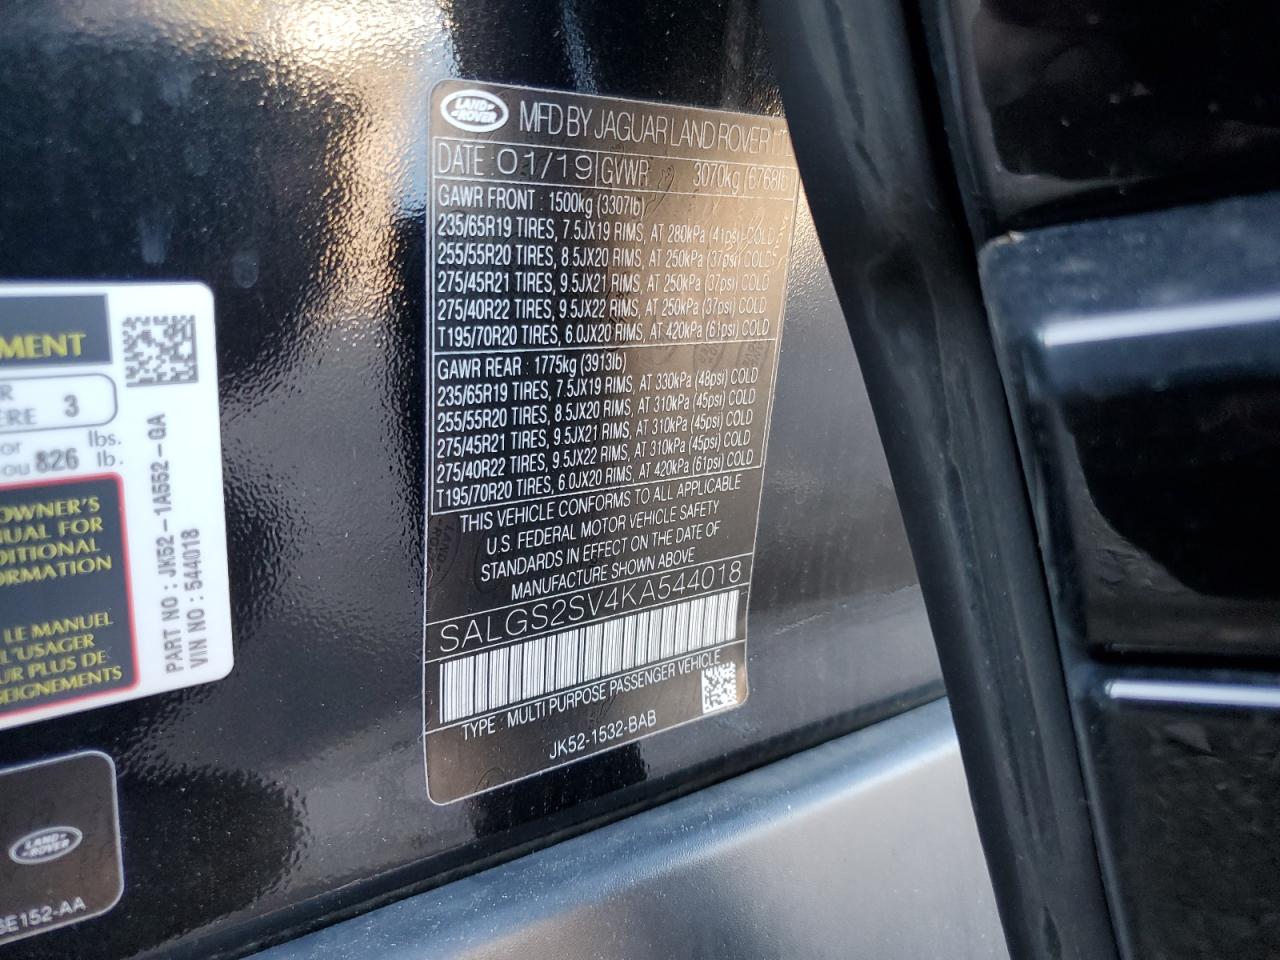 LAND ROVER
MFD BY JAGUAR LAND ROVER
DATE: 01/19 GVWR 3070kg (6768lb
GAWR FRONT : 1500kg (3307lb)
235/65R19 TIRES, 7.5JX19 RIMS, AT 280kPa (41psi) COLD
255/55R20 TIRES, 8.5JX20 RIMS, AT 250kPa (37psi) COLD
275/45R21 TIRES, 9.5JX21 RIMS, AT 250kPa (37psi) COLD
275/40R22 TIRES, 9.5JX22 RIMS, AT 250kPa (37psi) COLD
T195/70R20 TIRES, 6.0JX20 RIMS, AT 420kPa (61psi) COLD
GAWR REAR : 1775kg (3913lb)
235/65R19 TIRES, 7.5JX19 RIMS, AT 330kPa (48psi) COLD
255/55R20 TIRES, 8.5JX20 RIMS, AT 310kPa (45psi) COLD
275/45R21 TIRES, 9.5JX21 RIMS, AT 310kPa (45psi) COLD
275/40R22 TIRES, 9.5JX22 RIMS, AT 310kPa (45psi) COLD
T195/70R20 TIRES, 6.0JX20 RIMS, AT 420kPa (61psi) COLD
THIS VEHICLE CONFORMS TO ALL APPLICABLE
U.S. FEDERAL MOTOR VEHICLE SAFETY
STANDARDS IN EFFECT ON THE DATE OF
MANUFACTURE SHOWN ABOVE
SALGS2SV4KA544018
TYPE : MULTI PURPOSE PASSENGER VEHICLE
JK52-1532-BAB
MENT
R
ÈRE 3
or lbs.
ou 826 lb.
OWNER'S
NUAL FOR
DITIONAL
ORMATION
LE MANUEL
L'USAGER
UR PLUS DE
SEIGNEMENTS
PART NO : JK52-1A552-GA
VIN NO : 544018
LAND ROVER
E152-AA